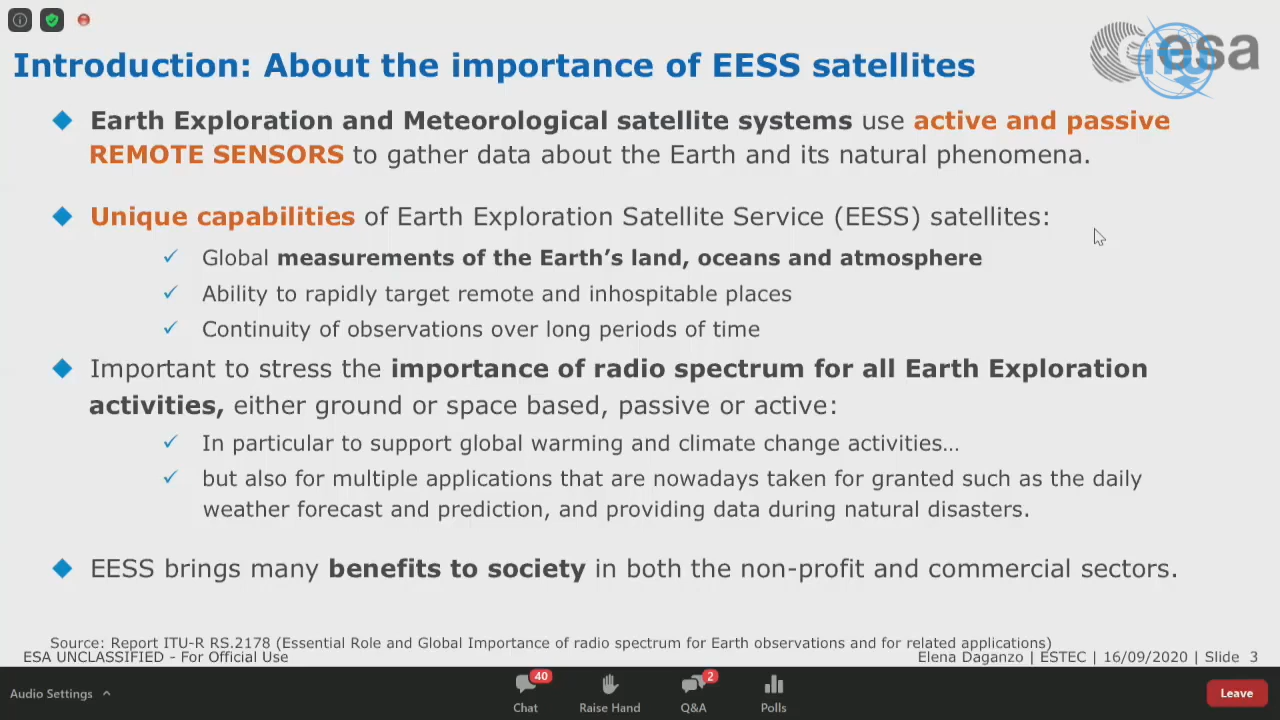 Introduction: About the importance of EESS satellites
esa
ITU
Earth Exploration and Meteorological satellite systems use active and passive
REMOTE SENSORS to gather data about the Earth and its natural phenomena.
Unique capabilities of Earth Exploration Satellite Service (EESS) satellites:
Global measurements of the Earth’s land, oceans and atmosphere
Ability to rapidly target remote and inhospitable places
Continuity of observations over long periods of time
Important to stress the importance of radio spectrum for all Earth Exploration
activities, either ground or space based, passive or active:
In particular to support global warming and climate change activities…
but also for multiple applications that are nowadays taken for granted such as the daily
weather forecast and prediction, and providing data during natural disasters.
EESS brings many benefits to society in both the non-profit and commercial sectors.
Source: Report ITU-R RS.2178 (Essential Role and Global Importance of radio spectrum for Earth observations and for related applications)
ESA UNCLASSIFIED - For Official Use
Elena Daganzo | ESTEC | 16/09/2020 | Slide 3
Audio Settings
40
Chat
Raise Hand
2
Q&A
Polls
Leave